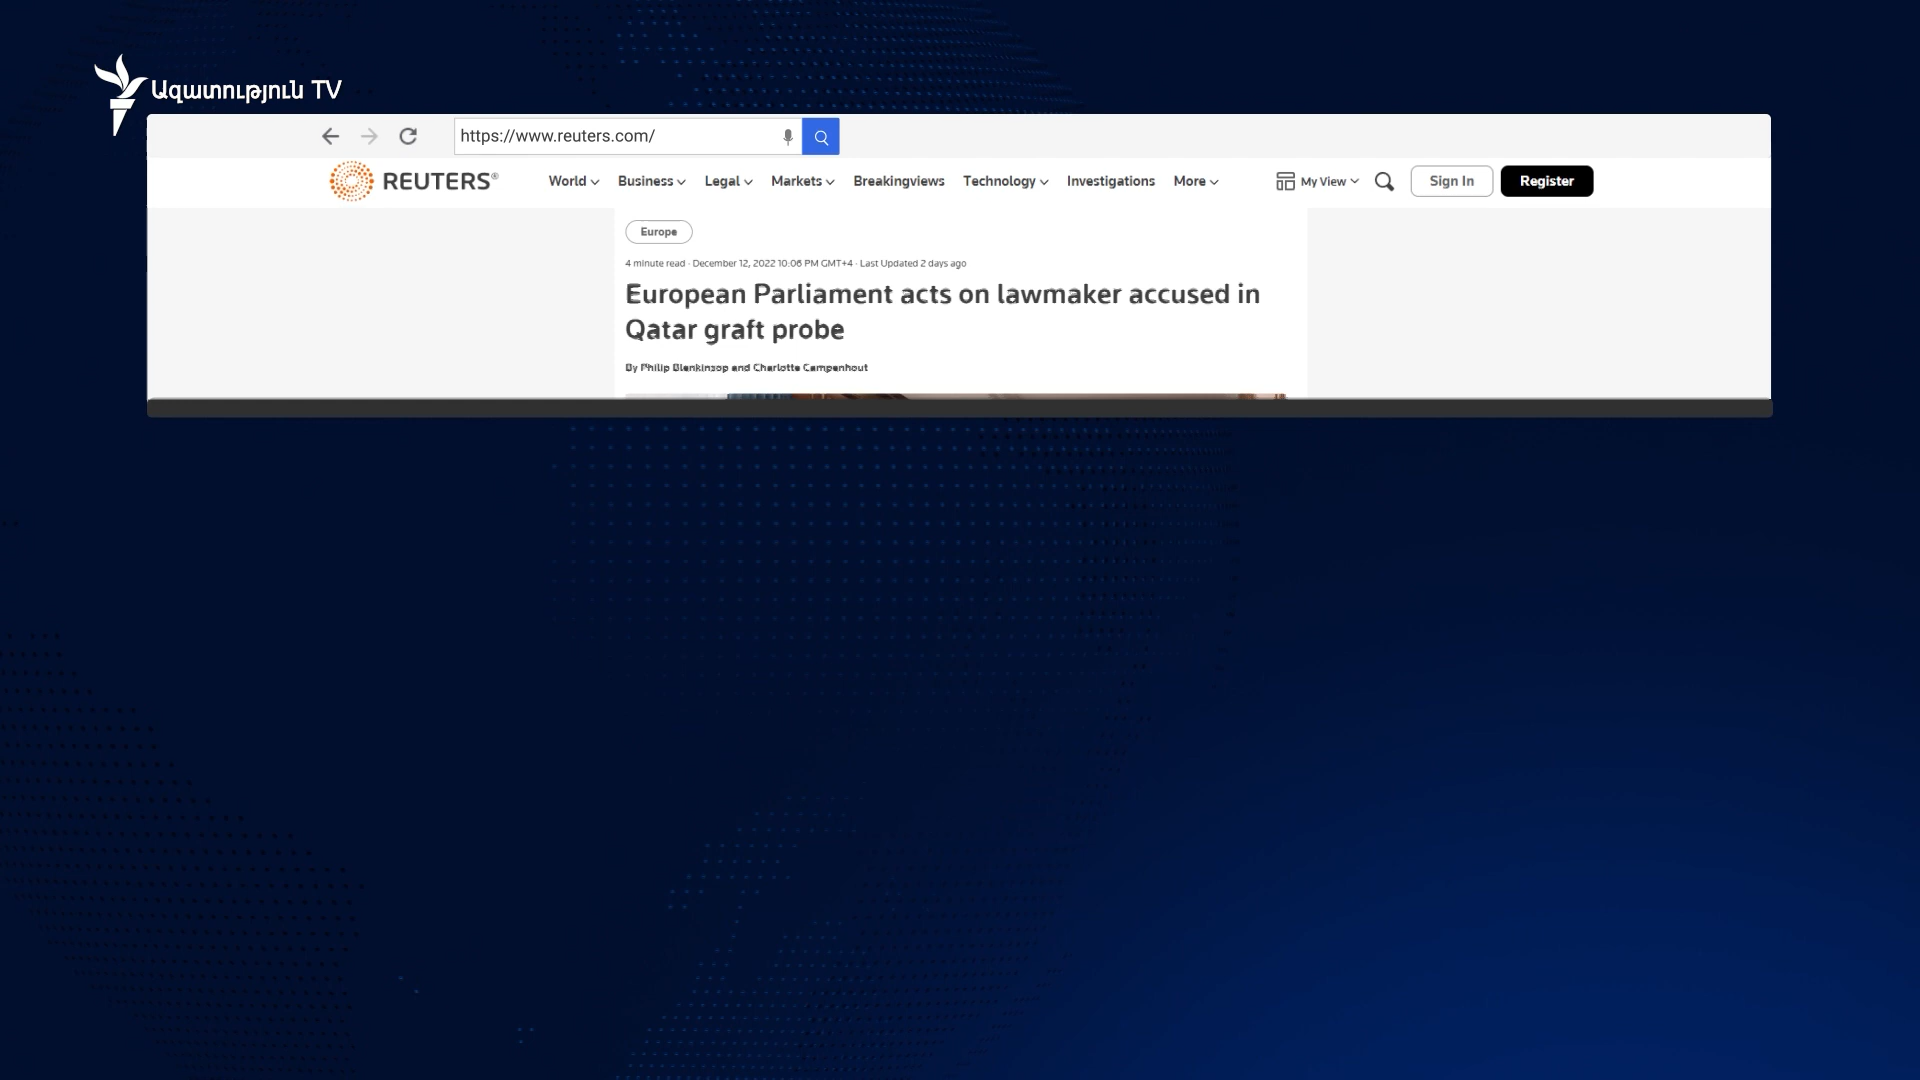 Ազատություն TV
https://www.reuters.com/
REUTERS®
World Business Legal Markets Breakingviews Technology Investigations More My View Sign In Register
Europe
4 minute read · December 12, 2022 10:06 PM GMT+4 · Last Updated 2 days ago
European Parliament acts on lawmaker accused in
Qatar graft probe
By Philip Blenkinsop and Charlotte Campenhout